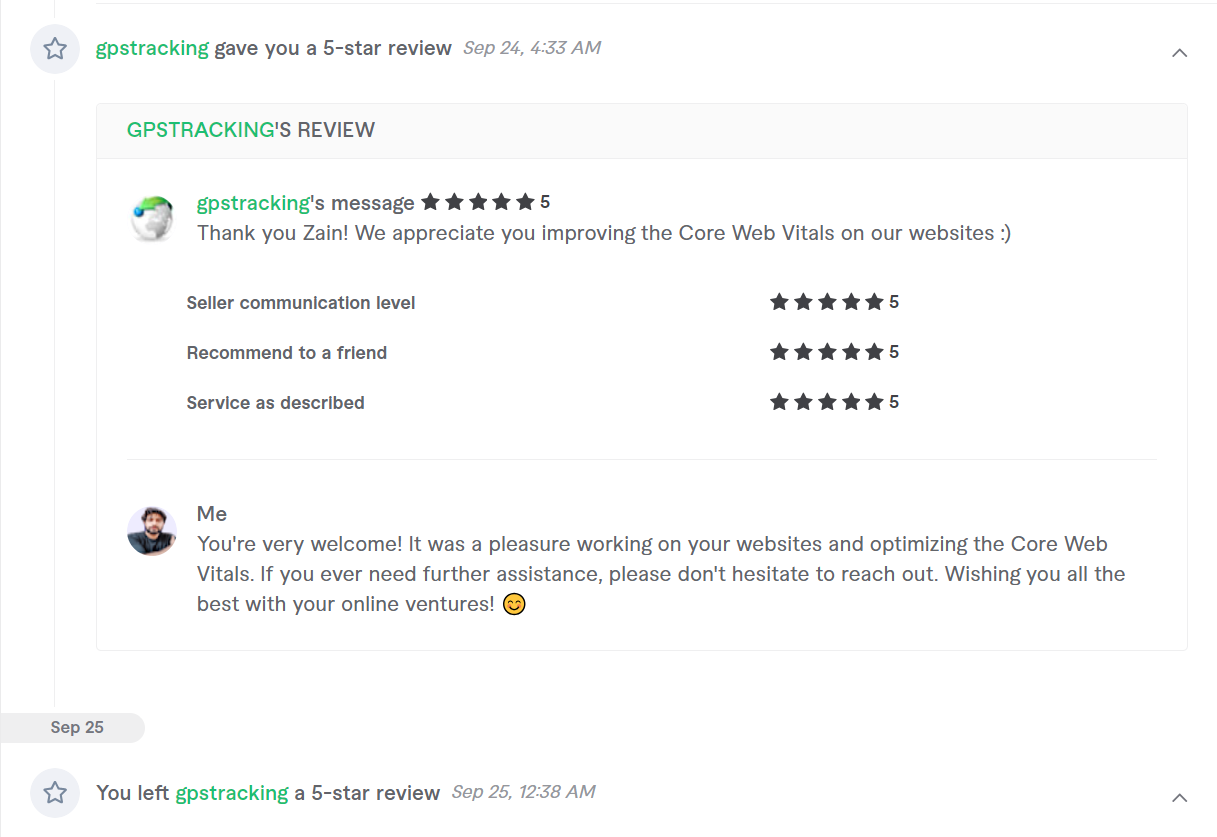 gpstracking gave you a 5-star review Sep 24, 4:33 AM
GPSTRACKING'S REVIEW
gpstracking's message ★★★★★ 5
Thank you Zain! We appreciate you improving the Core Web Vitals on our websites :)
Seller communication level ★★★★★ 5
Recommend to a friend ★★★★★ 5
Service as described ★★★★★ 5
Me
You're very welcome! It was a pleasure working on your websites and optimizing the Core Web
Vitals. If you ever need further assistance, please don't hesitate to reach out. Wishing you all the
best with your online ventures! 😊
Sep 25
You left gpstracking a 5-star review Sep 25, 12:38 AM